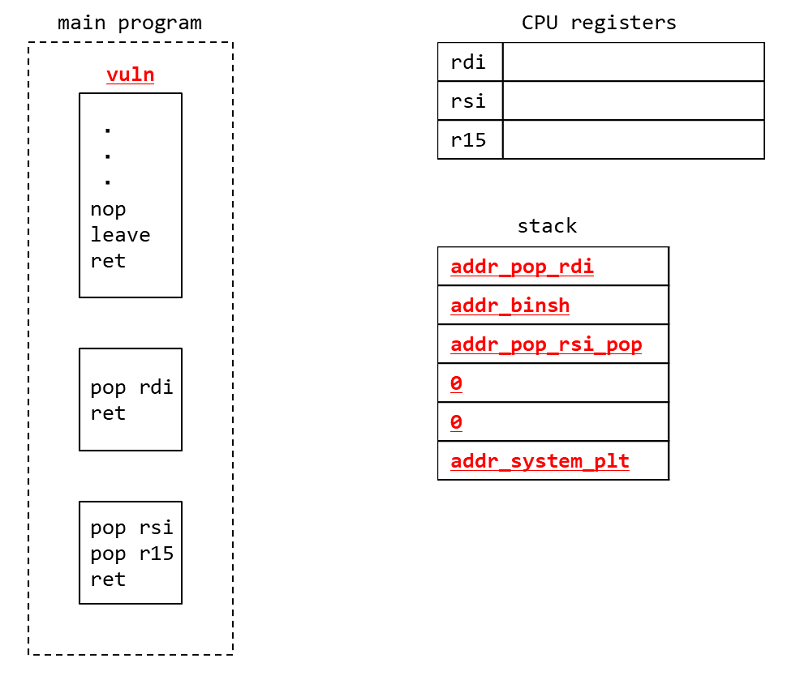 main program
vuln
.
.
.
nop
leave
ret
pop rdi
ret
pop rsi
pop r15
ret
CPU registers
rdi
rsi
r15
stack
addr_pop_rdi
addr_binsh
addr_pop_rsi_pop
0
0
addr_system_plt